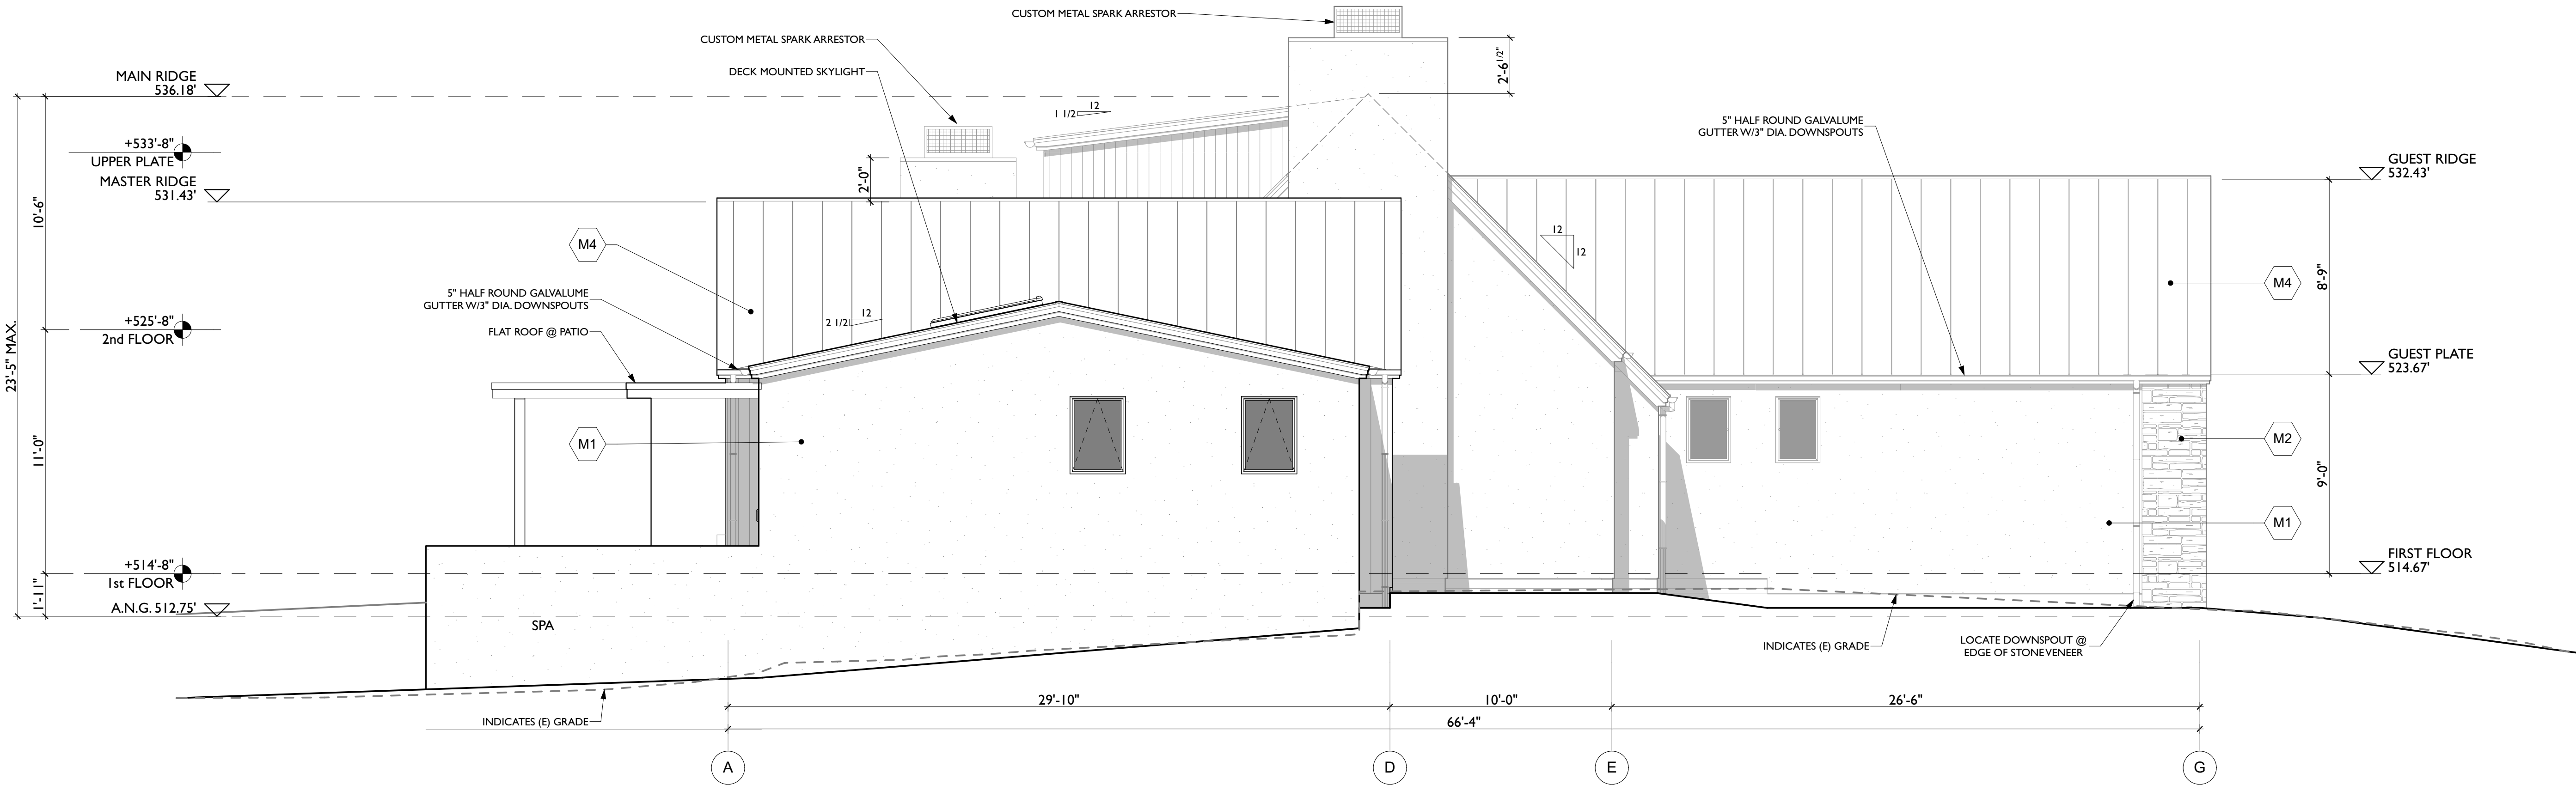 CUSTOM METAL SPARK ARRESTOR
CUSTOM METAL SPARK ARRESTOR
DECK MOUNTED SKYLIGHT
2'-6 1/2"
MAIN RIDGE
536.18'
12
1 1/2
+533'-8"
UPPER PLATE
MASTER RIDGE
531.43'
2'-0"
5" HALF ROUND GALVALUME
GUTTER W/3" DIA. DOWNSPOUTS
GUEST RIDGE
532.43'
10'-6"
M4
12
12
M4
8'-9"
5" HALF ROUND GALVALUME
GUTTER W/3" DIA. DOWNSPOUTS
12
2 1/2
FLAT ROOF @ PATIO
+525'-8"
2nd FLOOR
23'-5" MAX.
GUEST PLATE
523.67'
11'-0"
M1
M2
9'-0"
M1
+514'-8"
1st FLOOR
FIRST FLOOR
514.67'
1'-11"
A.N.G. 512.75'
SPA
INDICATES (E) GRADE
LOCATE DOWNSPOUT @
EDGE OF STONE VENEER
INDICATES (E) GRADE
29'-10"
10'-0"
26'-6"
66'-4"
A
D
E
G